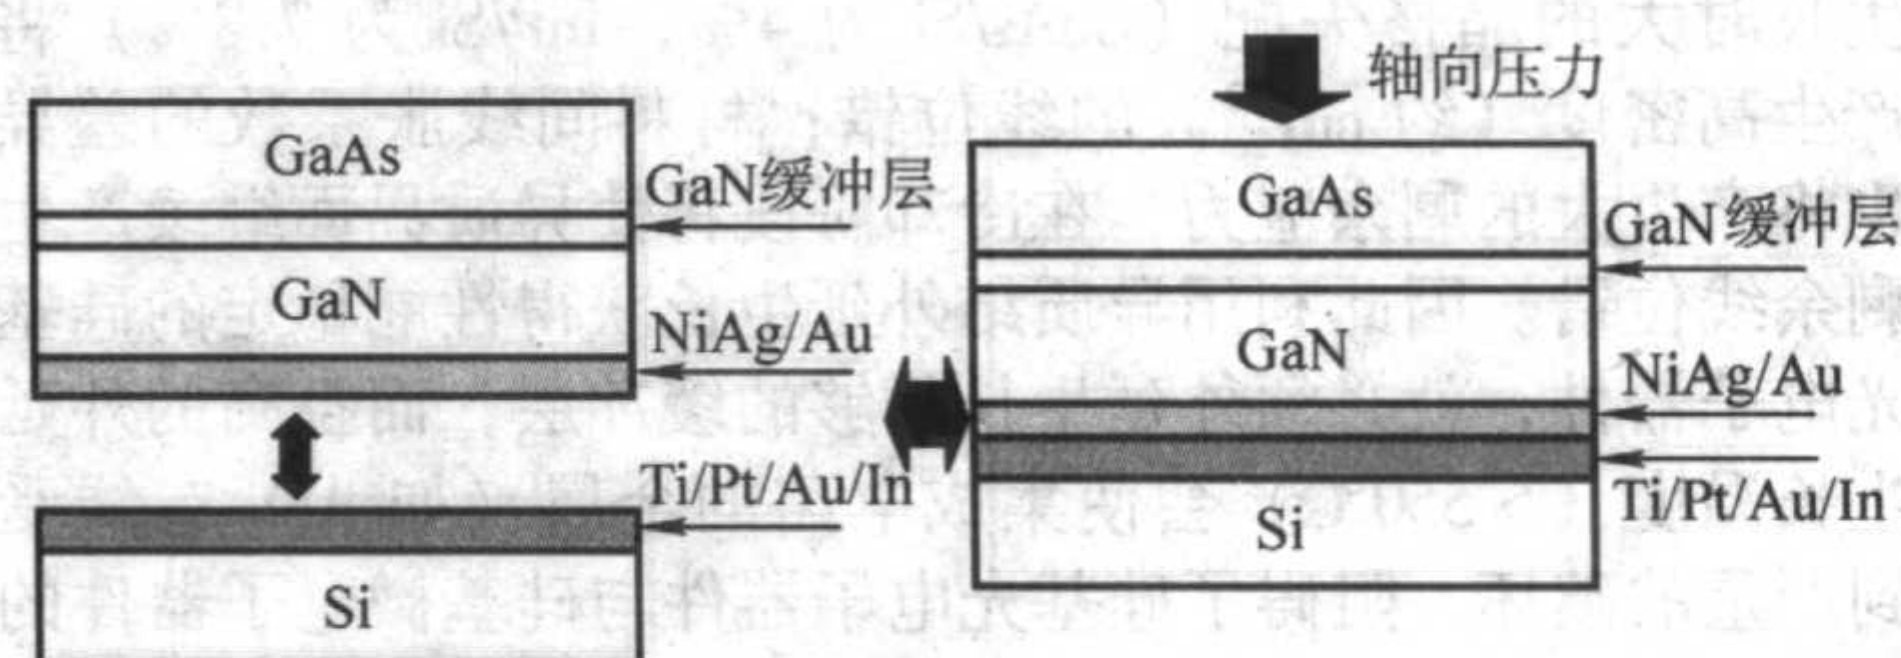 GaAs
GaN缓冲层
GaN
NiAg/Au
Ti/Pt/Au/In
Si
轴向压力
GaAs
GaN缓冲层
GaN
NiAg/Au
Ti/Pt/Au/In
Si